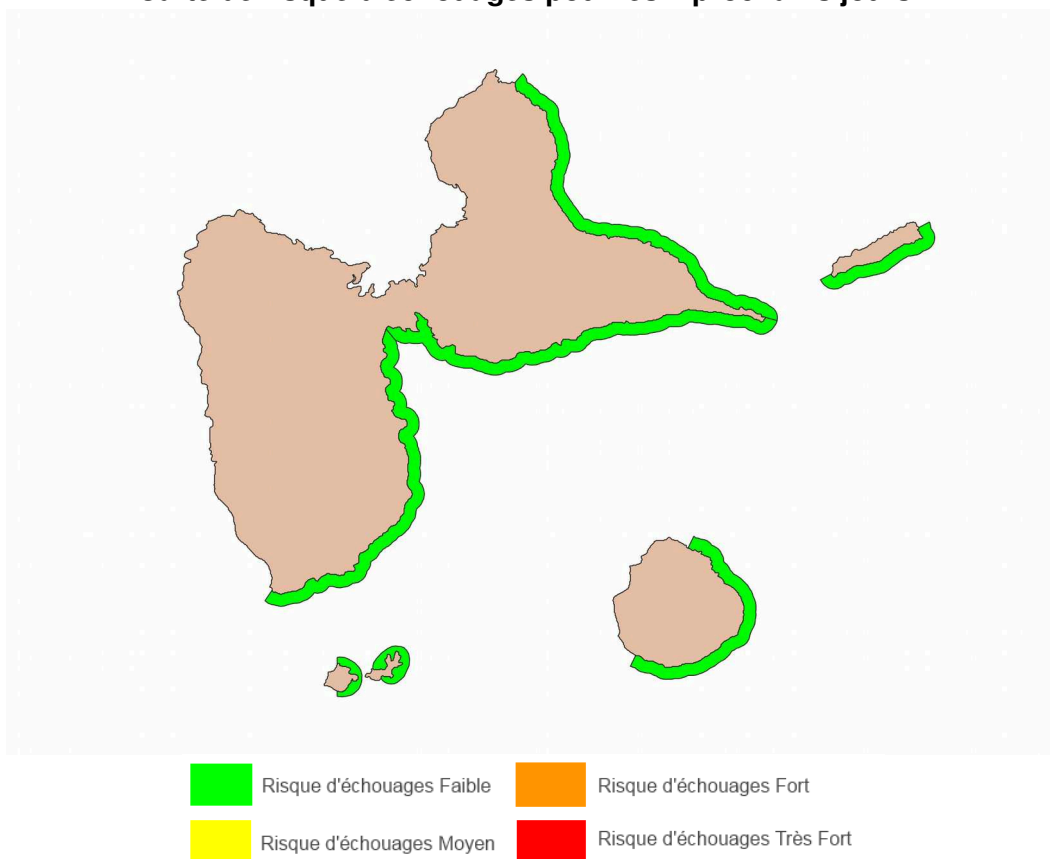 Risque d'échouages Faible
Risque d'échouages Fort
Risque d'échouages Moyen
Risque d'échouages Très Fort